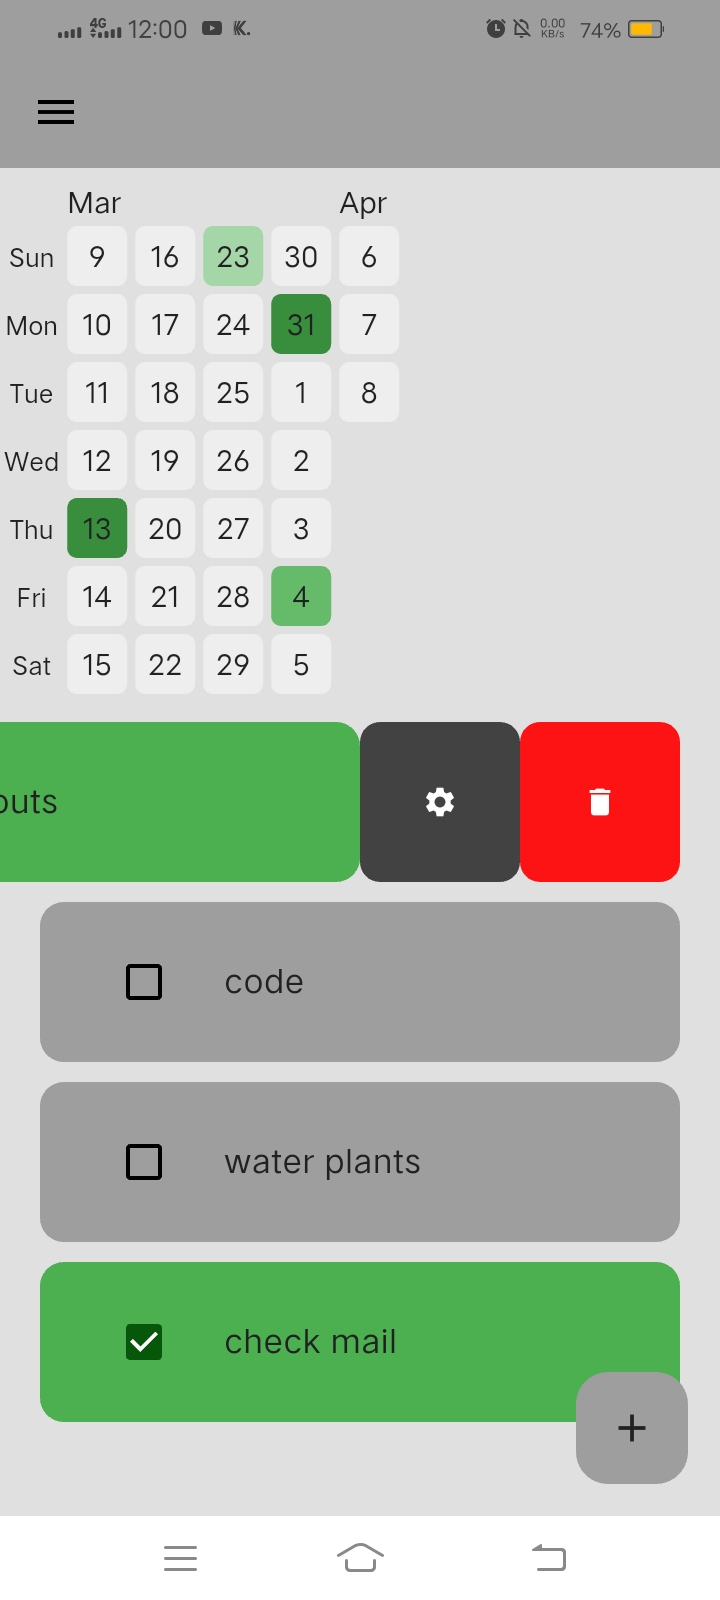 4G 12:00 0.00 KB/s 74%
Mar Apr
Sun 9 16 23 30 6
Mon 10 17 24 31 7
Tue 11 18 25 1 8
Wed 12 19 26 2
Thu 13 20 27 3
Fri 14 21 28 4
Sat 15 22 29 5
outs
code
water plants
check mail